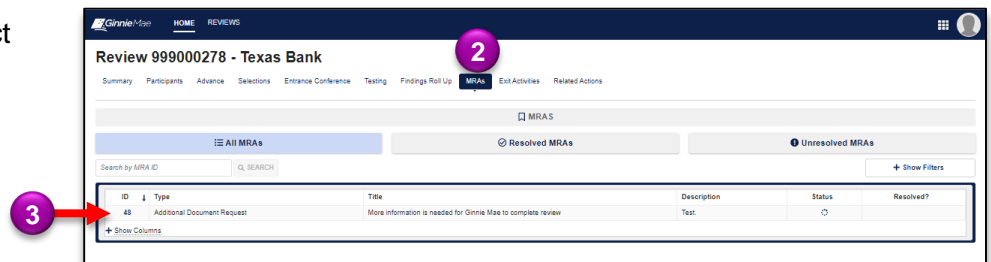 ct
GinnieMae HOME REVIEWS
Review 999000278 - Texas Bank
2
Summary Participants Advance Selections Entrance Conference Testing Findings Roll Up MRAs Exit Activities Related Actions
MRAS
All MRAs Resolved MRAs Unresolved MRAs
Search by MRA ID SEARCH + Show Filters
ID ↓ Type Title Description Status Resolved?
3
48 Additional Document Request More information is needed for Ginnie Mae to complete review Test.
+ Show Columns